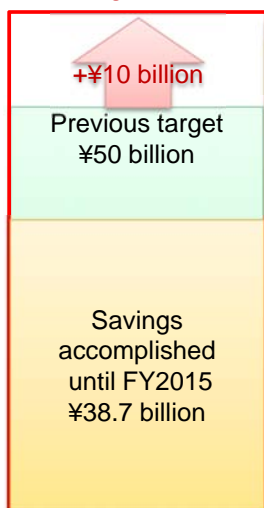 +¥10 billion
Previous target
¥50 billion
Savings
accomplished
until FY2015
¥38.7 billion